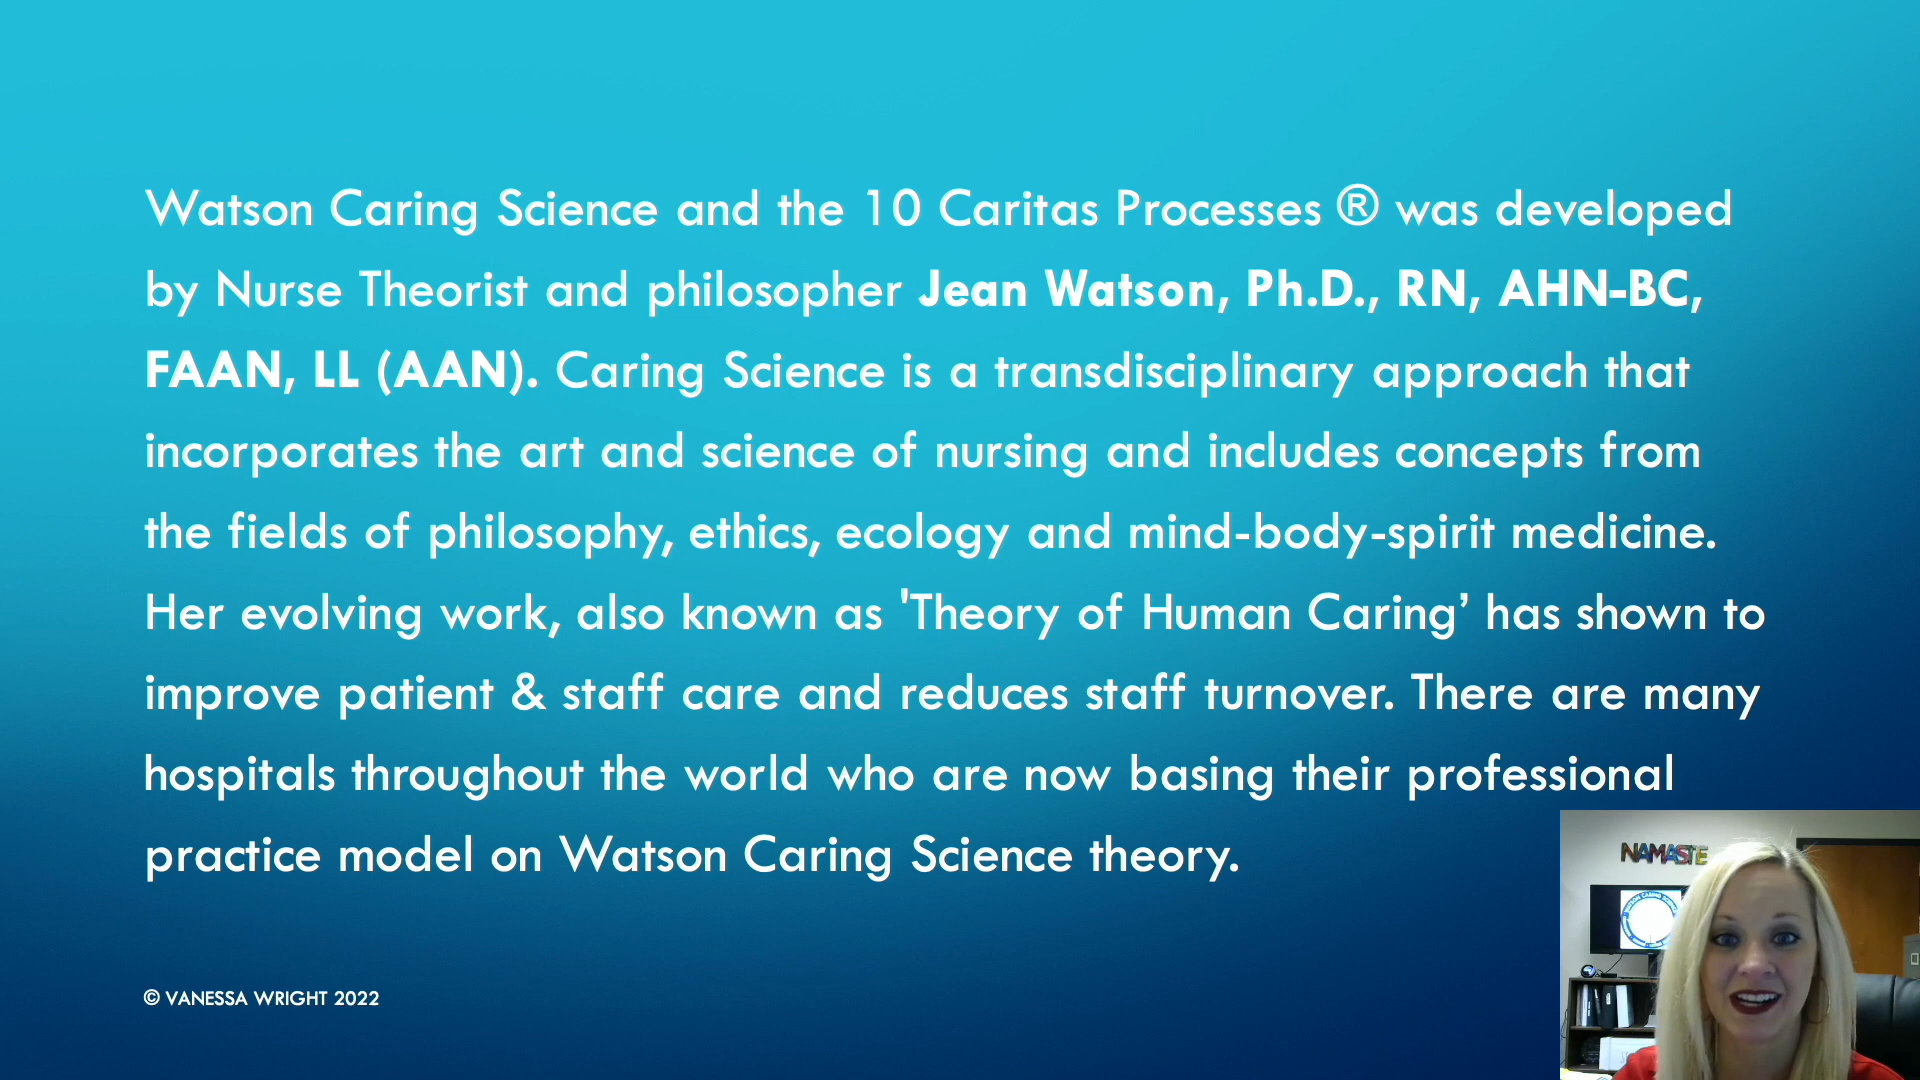 Watson Caring Science and the 10 Caritas Processes ® was developed
by Nurse Theorist and philosopher Jean Watson, Ph.D., RN, AHN-BC,
FAAN, LL (AAN). Caring Science is a transdisciplinary approach that
incorporates the art and science of nursing and includes concepts from
the fields of philosophy, ethics, ecology and mind-body-spirit medicine.
Her evolving work, also known as 'Theory of Human Caring’ has shown to
improve patient & staff care and reduces staff turnover. There are many
hospitals throughout the world who are now basing their professional
practice model on Watson Caring Science theory.
© VANESSA WRIGHT 2022
NAMASTE
WATSON CARING SCIENCE